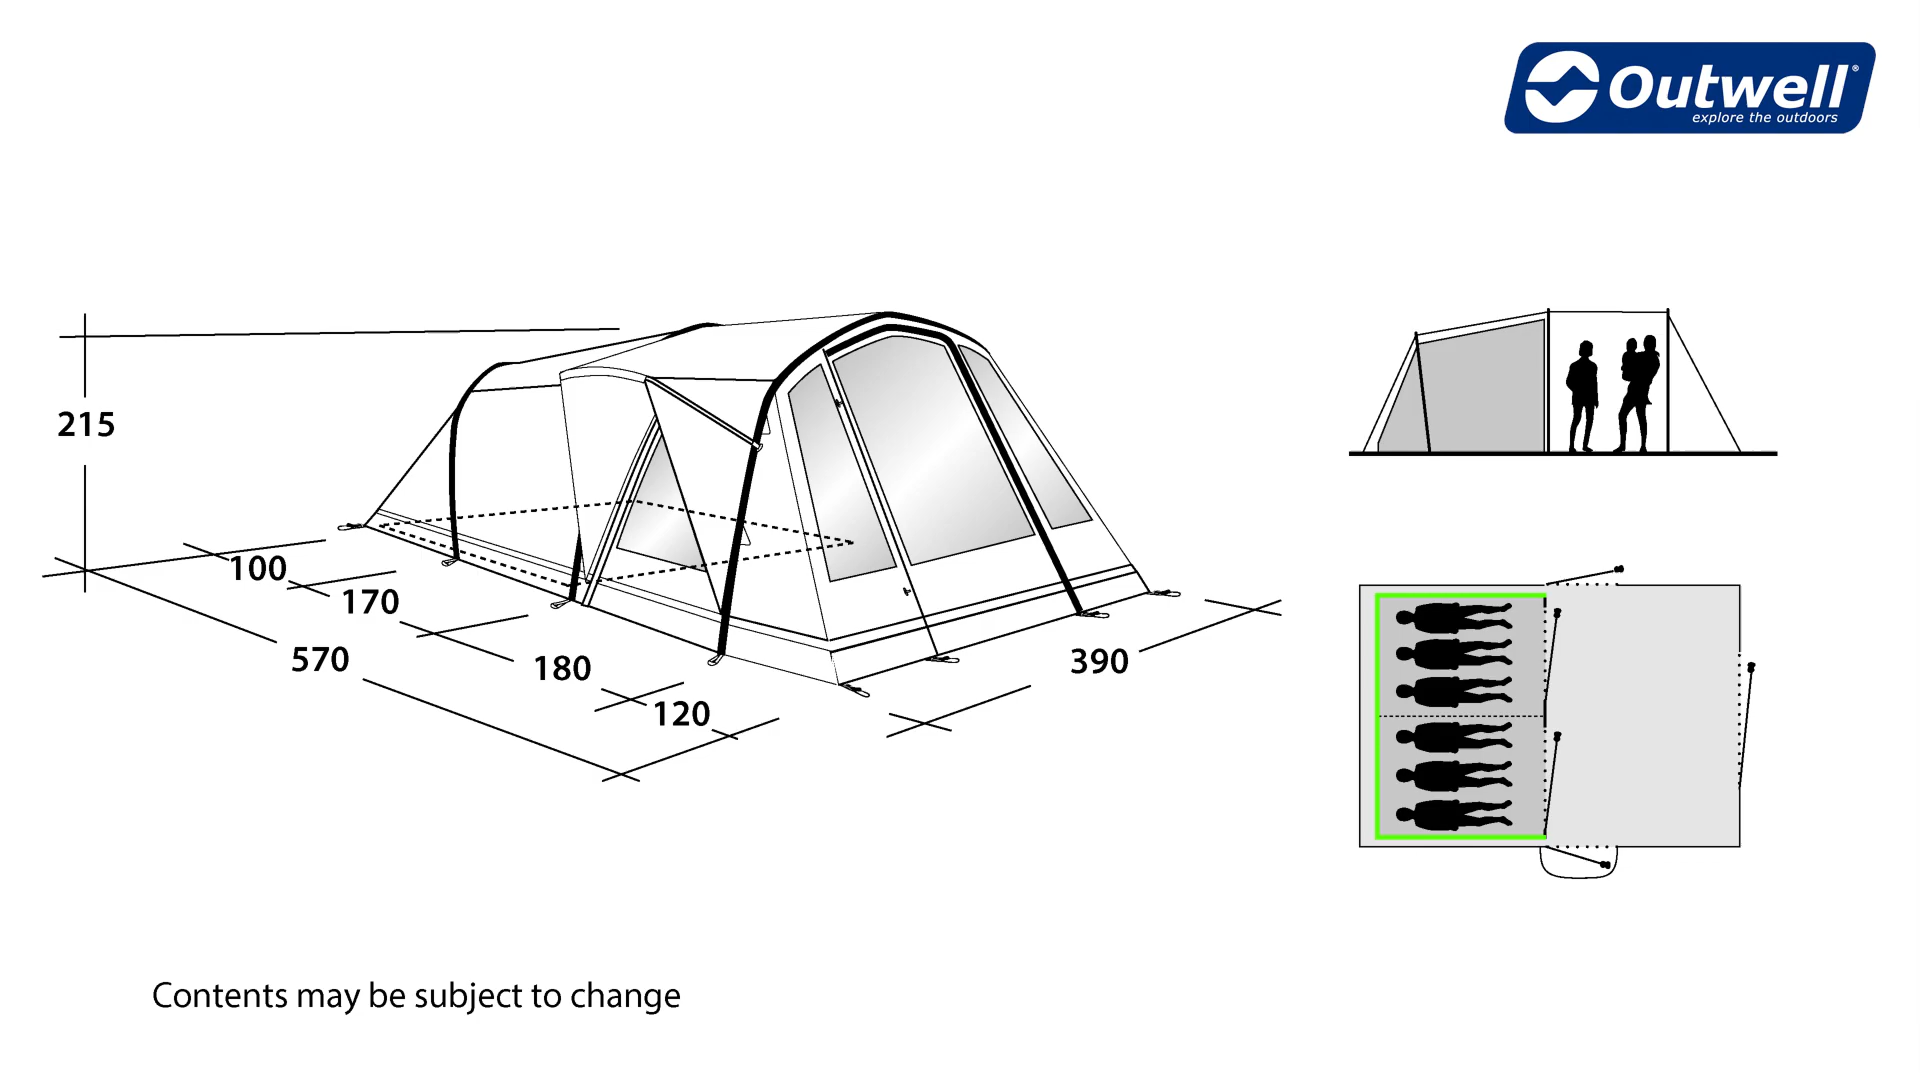 Outwell®
explore the outdoors
215
100
170
570
180
120
390
Contents may be subject to change